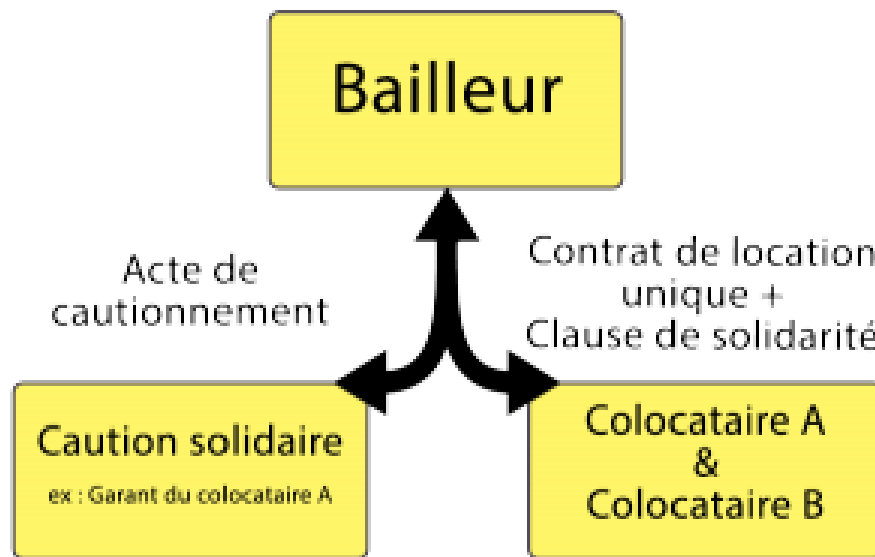 Bailleur
Acte de
cautionnement
Contrat de location
unique +
Clause de solidarité
Caution solidaire
ex : Garant du colocataire A
Colocataire A
&
Colocataire B